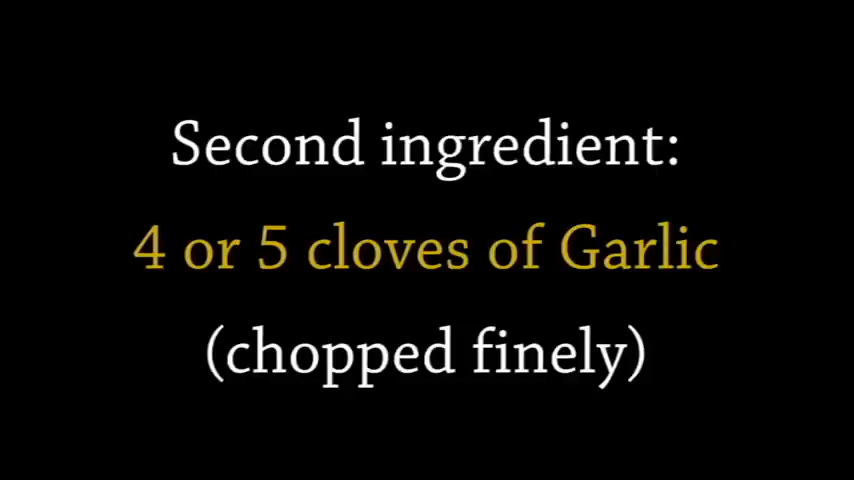 Second ingredient:
4 or 5 cloves of Garlic
(chopped finely)